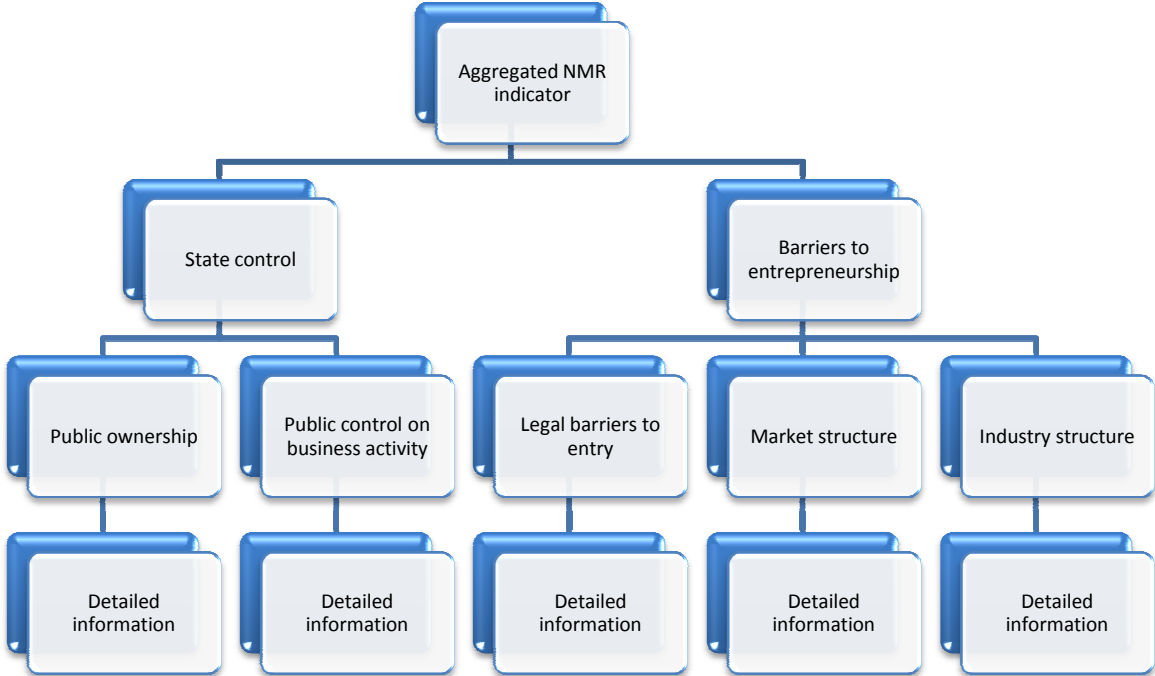 Aggregated NMR
indicator
State control
Barriers to
entrepreneurship
Public ownership
Public control on
business activity
Legal barriers to
entry
Market structure
Industry structure
Detailed
information
Detailed
information
Detailed
information
Detailed
information
Detailed
information